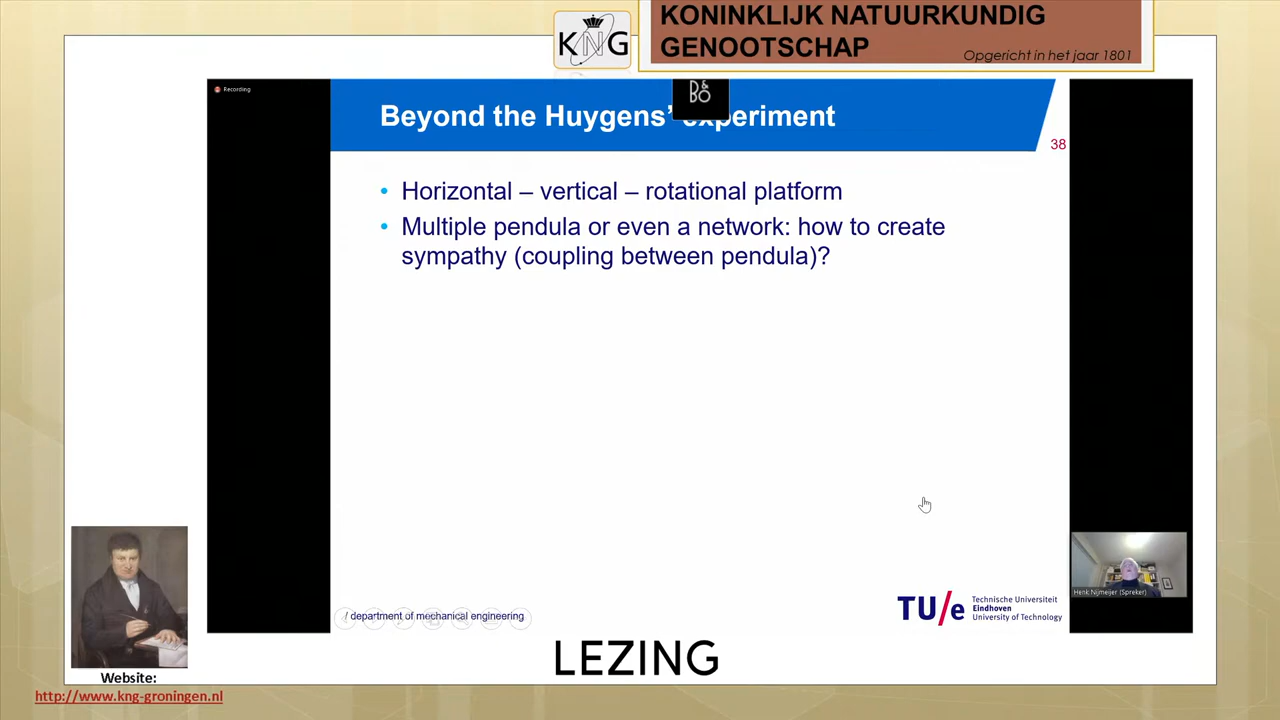 KNG
KONINKLIJK NATUURKUNDIG
GENOOTSCHAP
Opgericht in het jaar 1801
Recording
B&
BO
Beyond the Huygens’ experiment
38
• Horizontal – vertical – rotational platform
• Multiple pendula or even a network: how to create
sympathy (coupling between pendula)?
Henk Nijmeijer (Spreker)
/ department of mechanical engineering
TU/e
Technische Universiteit
Eindhoven
University of Technology
LEZING
Website:
http://www.kng-groningen.nl